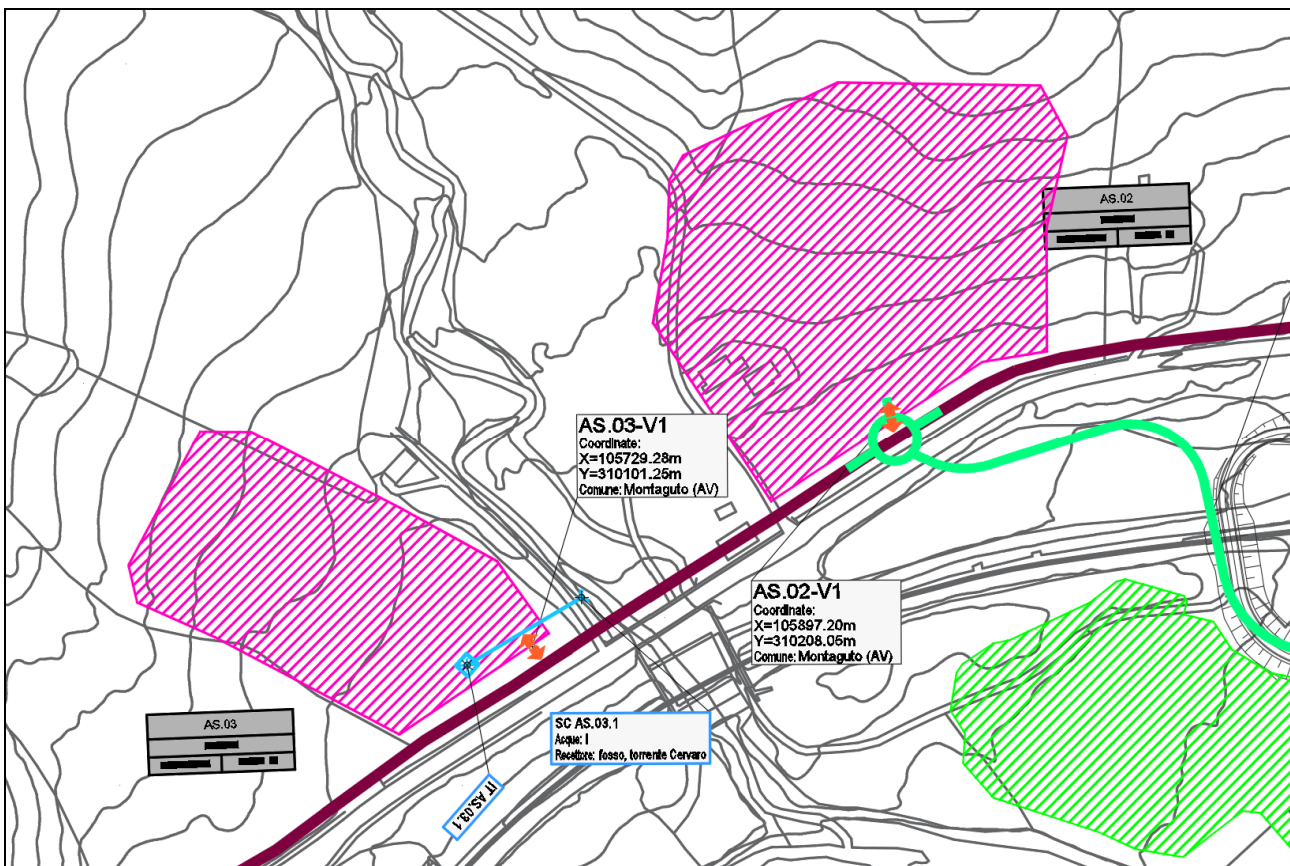 AS.02
AS.03-V1
Coordinate:
X=105729.28m
Y=310101.25m
Comune: Montaguto (AV)
AS.02-V1
Coordinate:
X=105897.20m
Y=310208.05m
Comune: Montaguto (AV)
AS.03
SC AS.03.1
Acque: I
Recettore: fosso, torrente Cervaro
IT AS.03.1